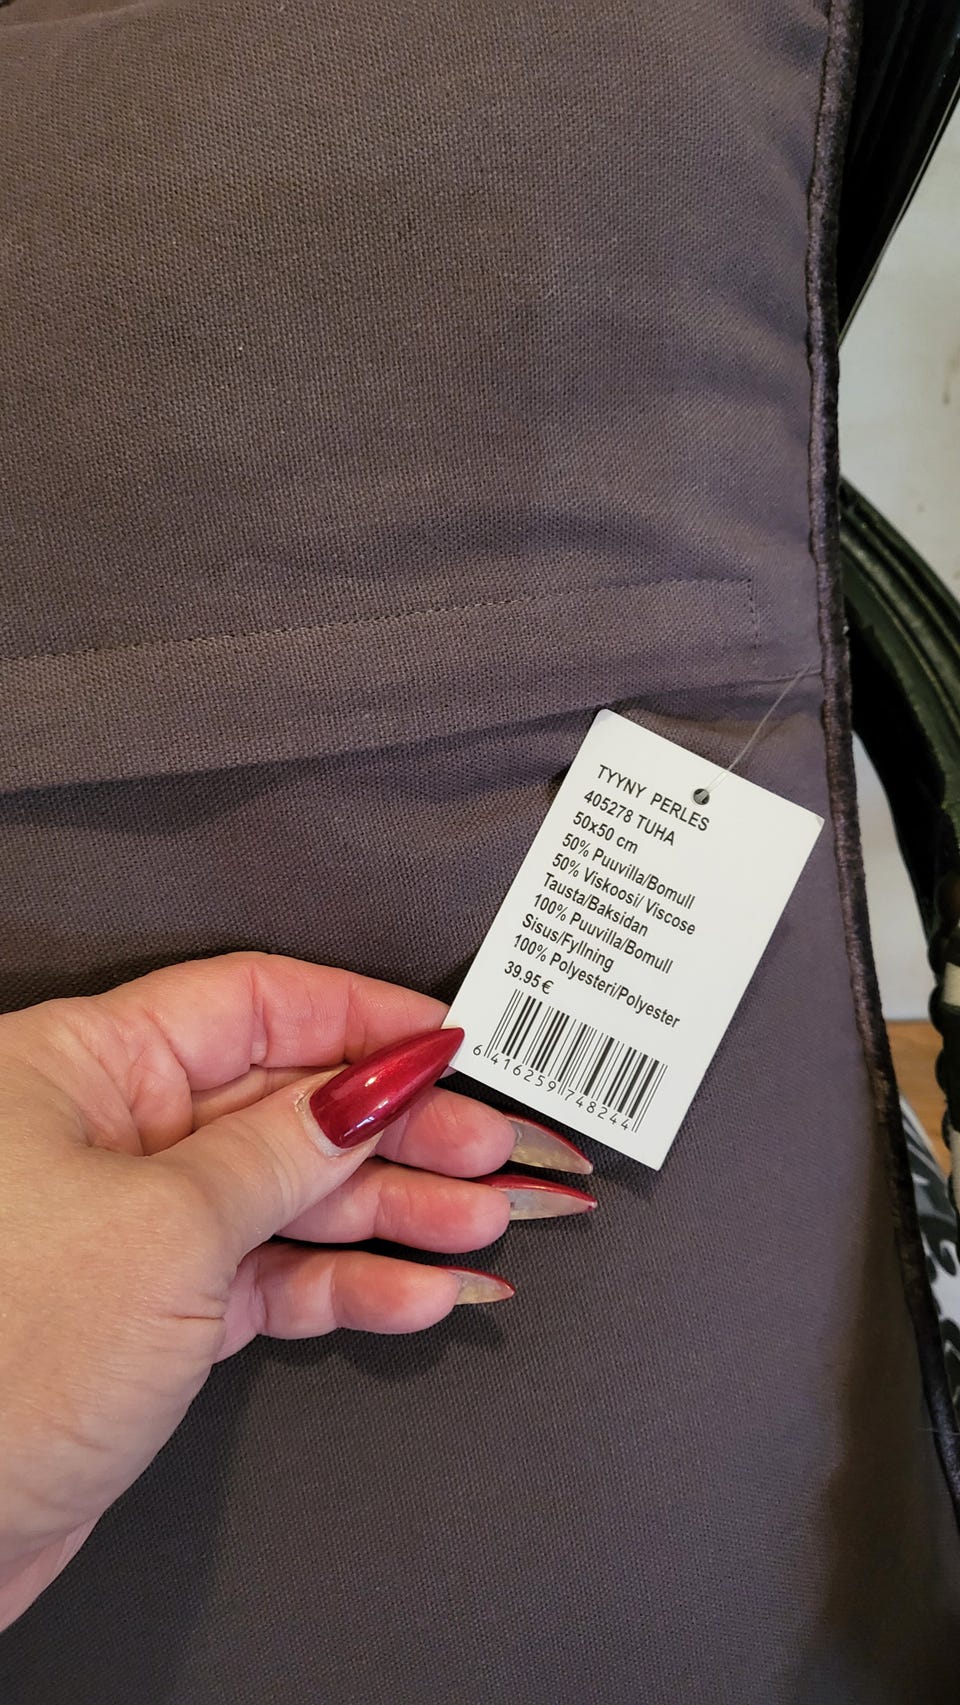 TYYNY PERLES
405278 TUHA
50x50 cm
50% Puuvilla/Bomull
50% Viskoosi/ Viscose
Tausta/Baksidan
100% Puuvilla/Bomull
Sisus/Fyllning
100% Polyesteri/Polyester
39.95€
6 416259 748244